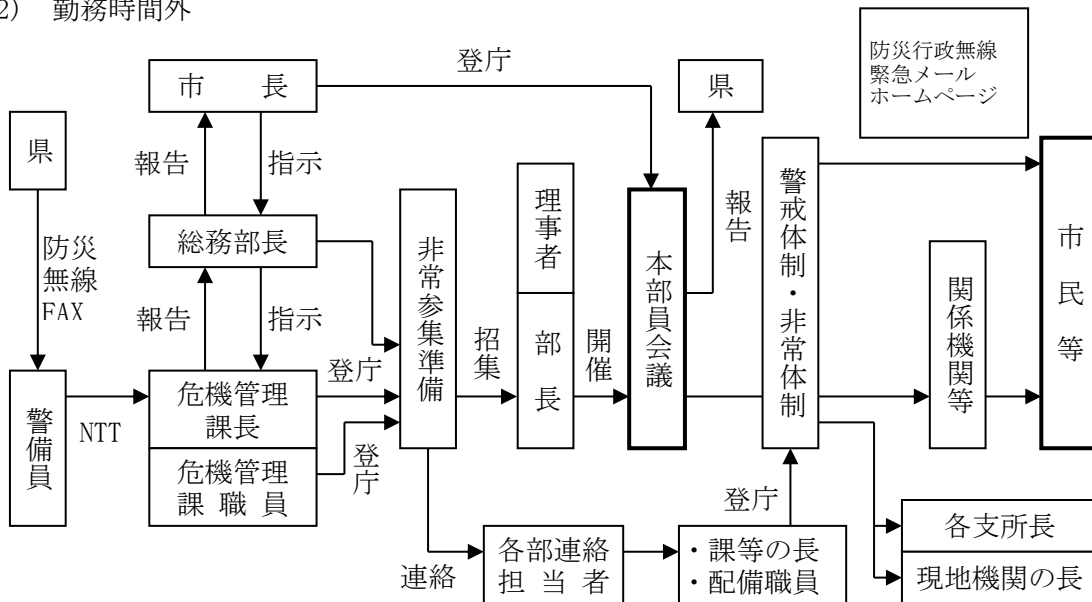 2) 勤務時間外
防災行政無線
緊急メール
ホームページ
市 長
登庁
県
県
報告
指示
総務部長
防災
無線
FAX
報告
指示
警備員
NTT
危機管理
課長
危機管理
課 職 員
登庁
登庁
非常参集準備
招集
理事者
部 長
開催
本部員会議
報告
警戒体制・非常体制
関係機関等
市 民 等
連絡
各部連絡
担 当 者
・課等の長
・配備職員
登庁
各支所長
現地機関の長